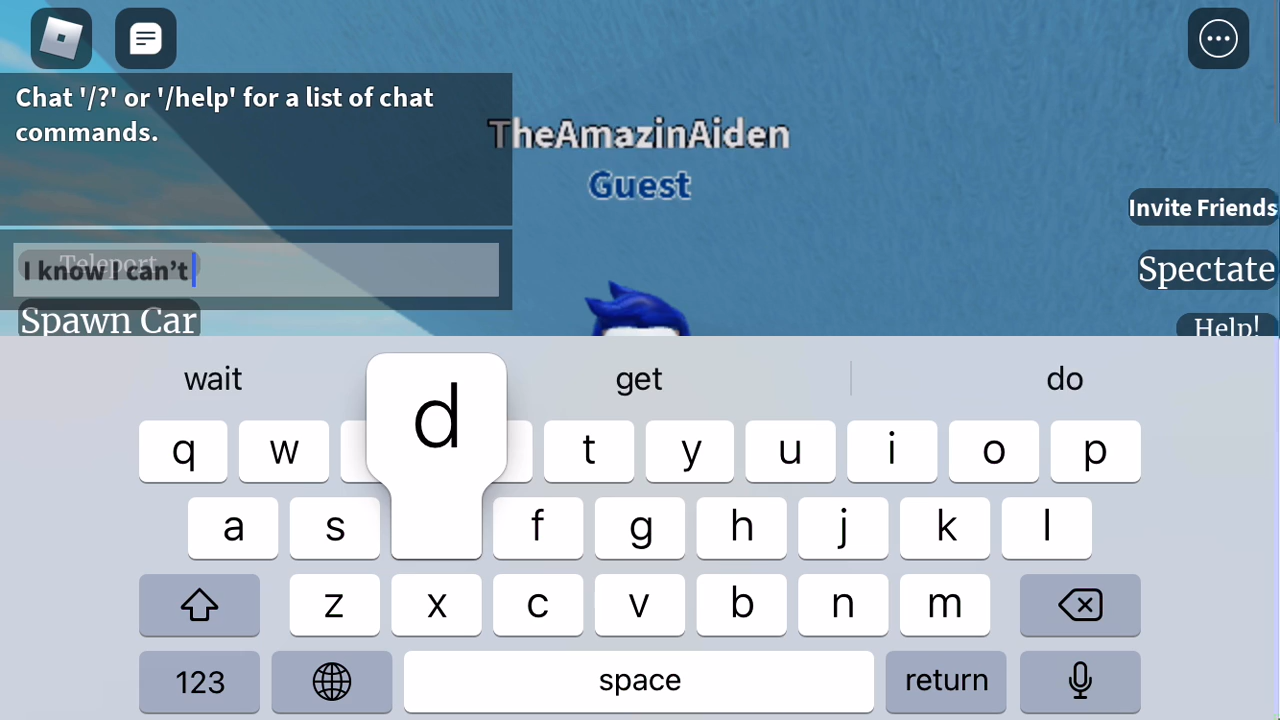 Chat '/?' or '/help' for a list of chat
commands.
TheAmazinAiden
Guest
Invite Friends
Teleport
I know I can’t
Spectate
Spawn Car
Help!
wait get do
d
q w t y u i o p
a s f g h j k l
z x c v b n m
123 space return